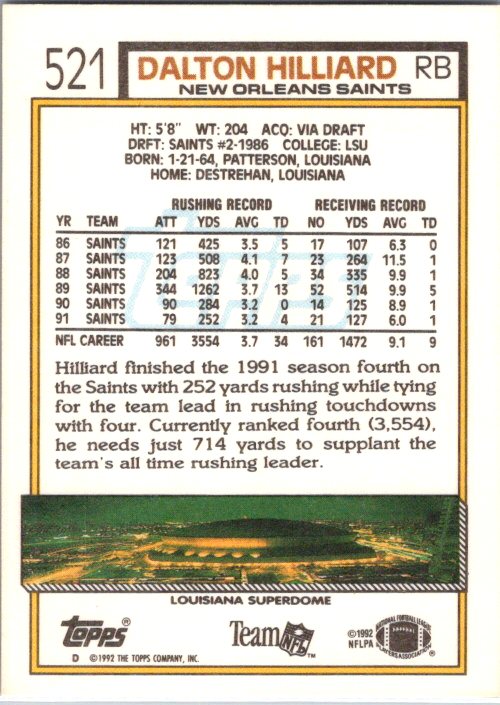 521 DALTON HILLIARD RB
NEW ORLEANS SAINTS
HT: 5'8" WT: 204 ACQ: VIA DRAFT
DRFT: SAINTS #2-1986 COLLEGE: LSU
BORN: 1-21-64, PATTERSON, LOUISIANA
HOME: DESTREHAN, LOUISIANA
RUSHING RECORD RECEIVING RECORD
YR TEAM ATT YDS AVG TD NO YDS AVG TD
86 SAINTS 121 425 3.5 5 17 107 6.3 0
87 SAINTS 123 508 4.1 7 23 264 11.5 1
88 SAINTS 204 823 4.0 5 34 335 9.9 1
89 SAINTS 344 1262 3.7 13 52 514 9.9 5
90 SAINTS 90 284 3.2 0 14 125 8.9 1
91 SAINTS 79 252 3.2 4 21 127 6.0 1
NFL CAREER 961 3554 3.7 34 161 1472 9.1 9
Hilliard finished the 1991 season fourth on
the Saints with 252 yards rushing while tying
for the team lead in rushing touchdowns
with four. Currently ranked fourth (3,554),
he needs just 714 yards to supplant the
team's all time rushing leader.
LOUISIANA SUPERDOME
Topps®
Team NFL™
©1992
NFLPA
NATIONAL FOOTBALL LEAGUE
PLAYERS ASSOCIATION
®
D ©1992 THE TOPPS COMPANY, INC.